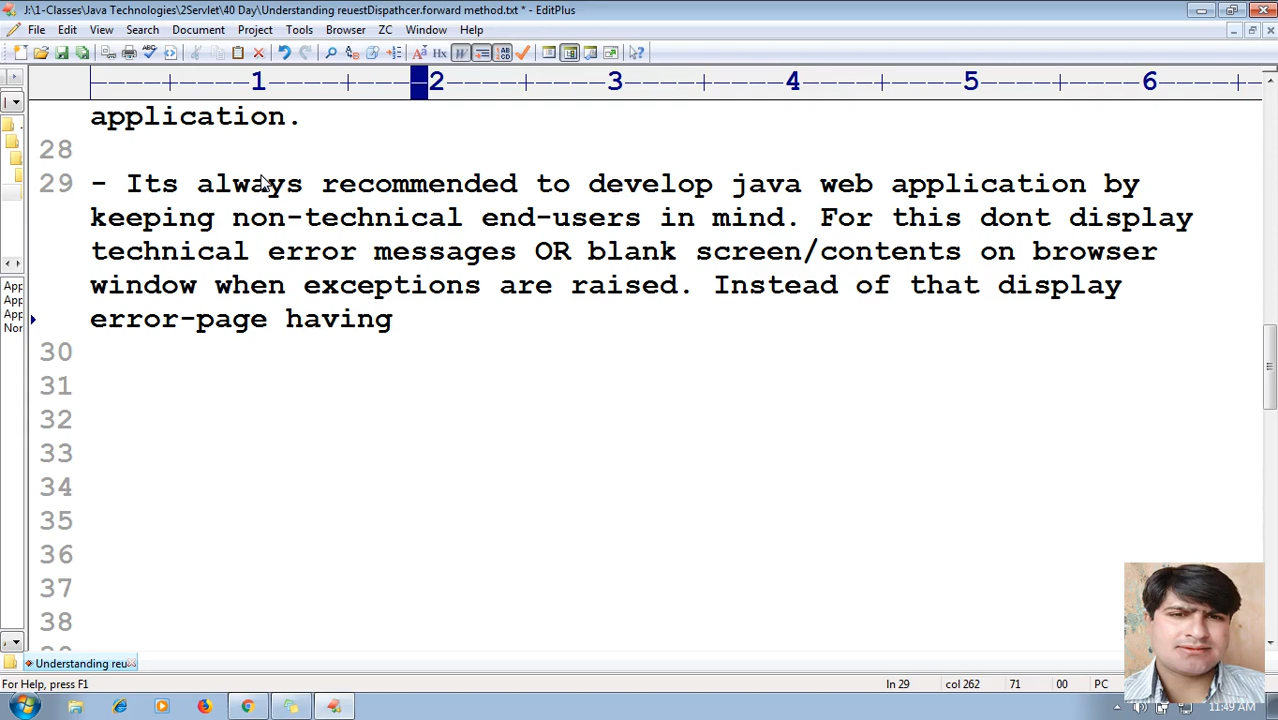 J:\1-Classes\Java Technologies\2Servlet\40 Day\Understanding reuestDispathcer.forward method.txt * - EditPlus
File Edit View Search Document Project Tools Browser ZC Window Help
1 2 3 4 5 6
application.
28
29 - Its always recommended to develop java web application by
keeping non-technical end-users in mind. For this dont display
technical error messages OR blank screen/contents on browser
window when exceptions are raised. Instead of that display
error-page having
30
31
32
33
34
35
36
37
38
App
App
Nor
Understanding reu
For Help, press F1 ln 29 col 262 71 00 PC
11:49 AM